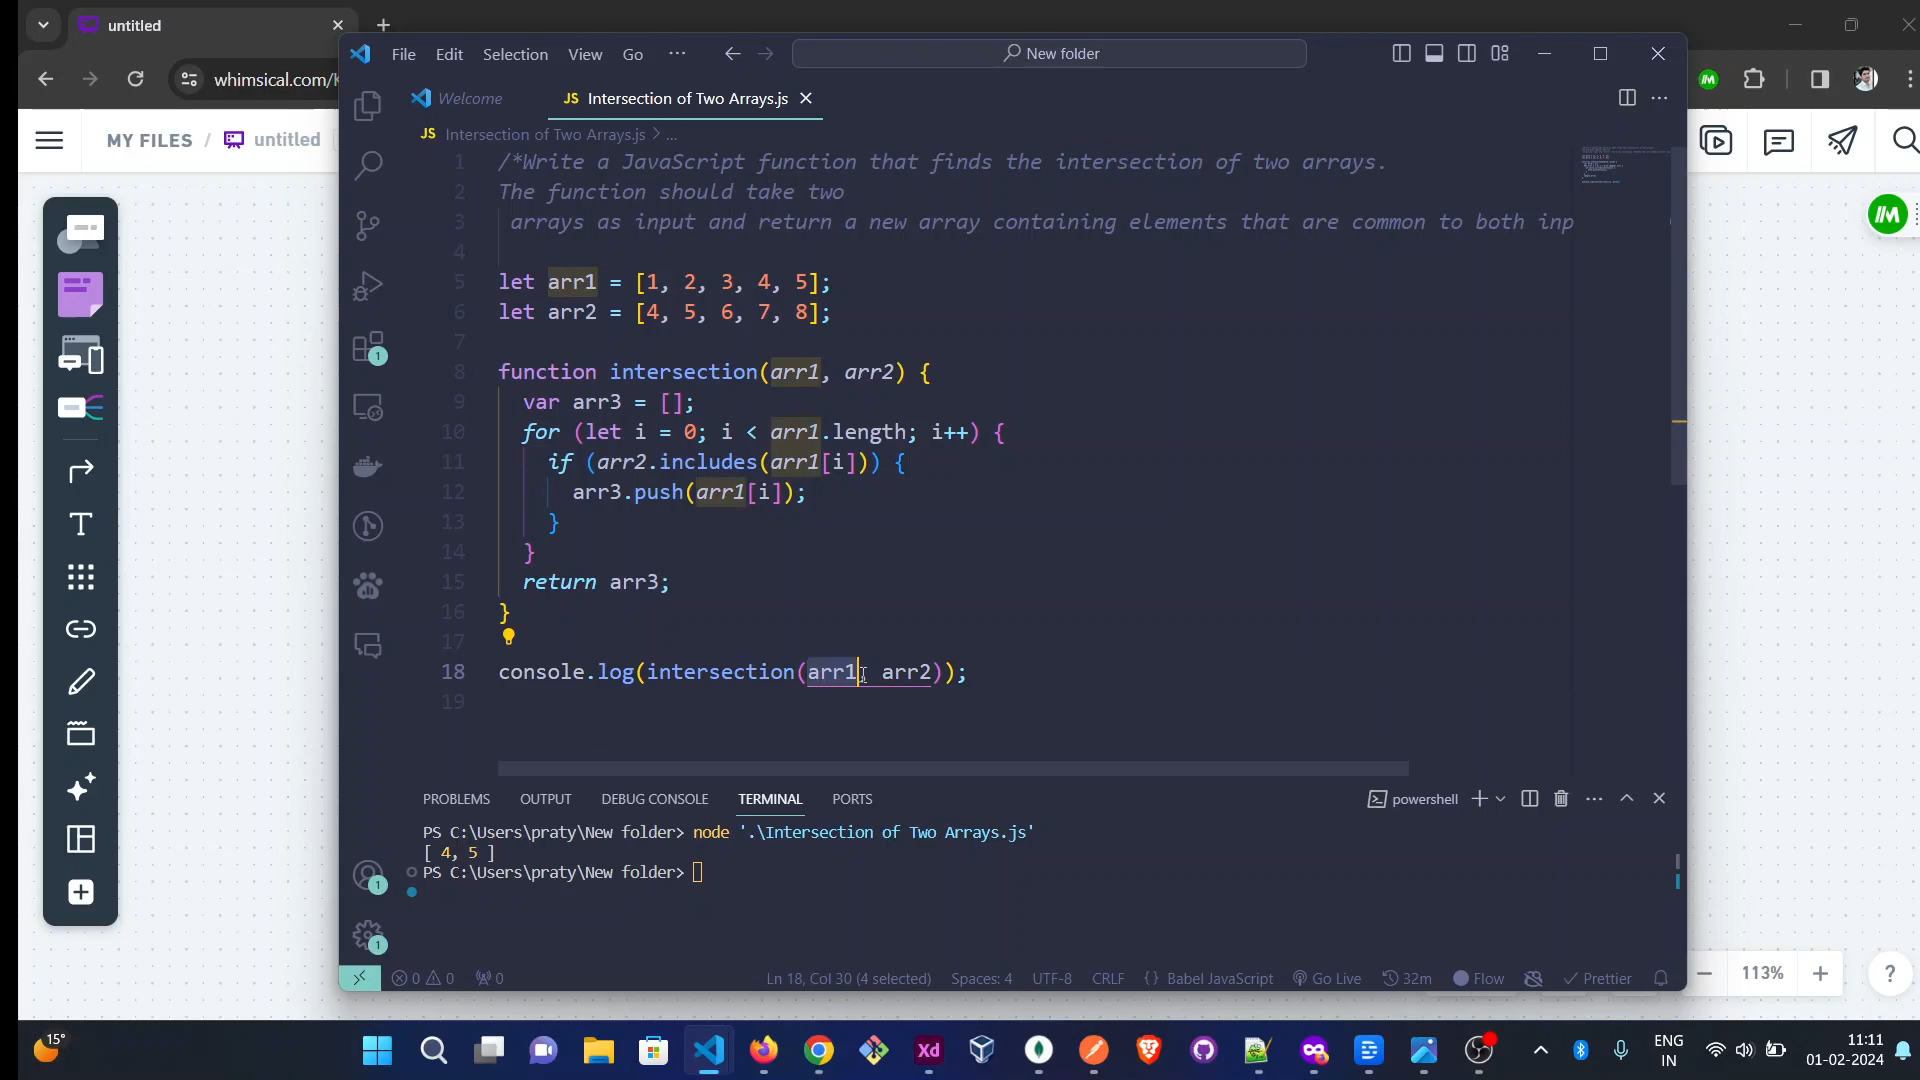 untitled
whimsical.com/
MY FILES / untitled
File Edit Selection View Go ··· New folder
Welcome JS Intersection of Two Arrays.js
JS Intersection of Two Arrays.js > ...
1 /*Write a JavaScript function that finds the intersection of two arrays.
2 The function should take two
3 arrays as input and return a new array containing elements that are common to both inp
4
5 let arr1 = [1, 2, 3, 4, 5];
6 let arr2 = [4, 5, 6, 7, 8];
7
8 function intersection(arr1, arr2) {
9 var arr3 = [];
10 for (let i = 0; i < arr1.length; i++) {
11 if (arr2.includes(arr1[i])) {
12 arr3.push(arr1[i]);
13 }
14 }
15 return arr3;
16 }
17
18 console.log(intersection(arr1, arr2));
19
PROBLEMS OUTPUT DEBUG CONSOLE TERMINAL PORTS powershell
PS C:\Users\praty\New folder> node '.\Intersection of Two Arrays.js'
[ 4, 5 ]
PS C:\Users\praty\New folder>
0 0 0 Ln 18, Col 30 (4 selected) Spaces: 4 UTF-8 CRLF {} Babel JavaScript Go Live 32m Flow Prettier
1
1
1
T
113%
?
15°
Xd
ENG
IN
11:11
01-02-2024